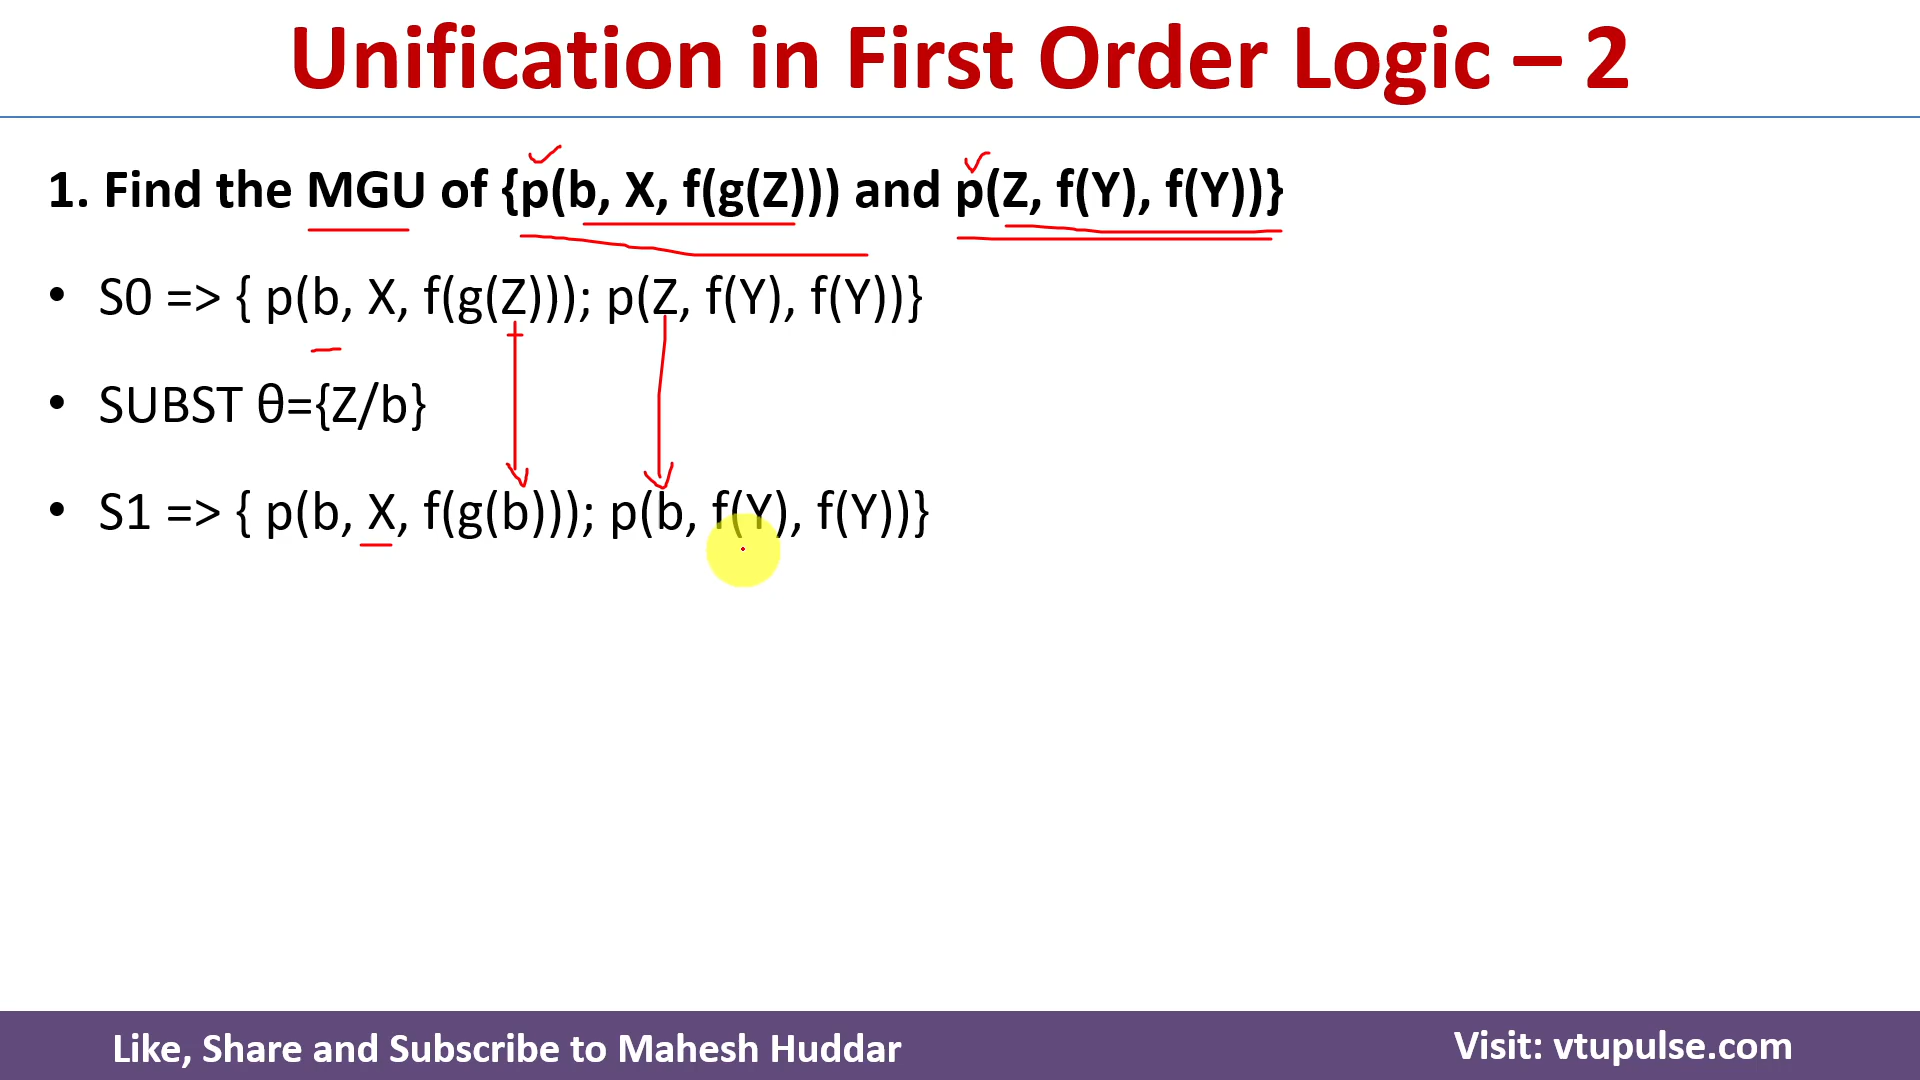 Unification in First Order Logic – 2
1. Find the MGU of {p(b, X, f(g(Z))) and p(Z, f(Y), f(Y))}
• S0 => { p(b, X, f(g(Z))); p(Z, f(Y), f(Y))}
• SUBST θ={Z/b}
• S1 => { p(b, X, f(g(b))); p(b, f(Y), f(Y))}
Like, Share and Subscribe to Mahesh Huddar
Visit: vtupulse.com